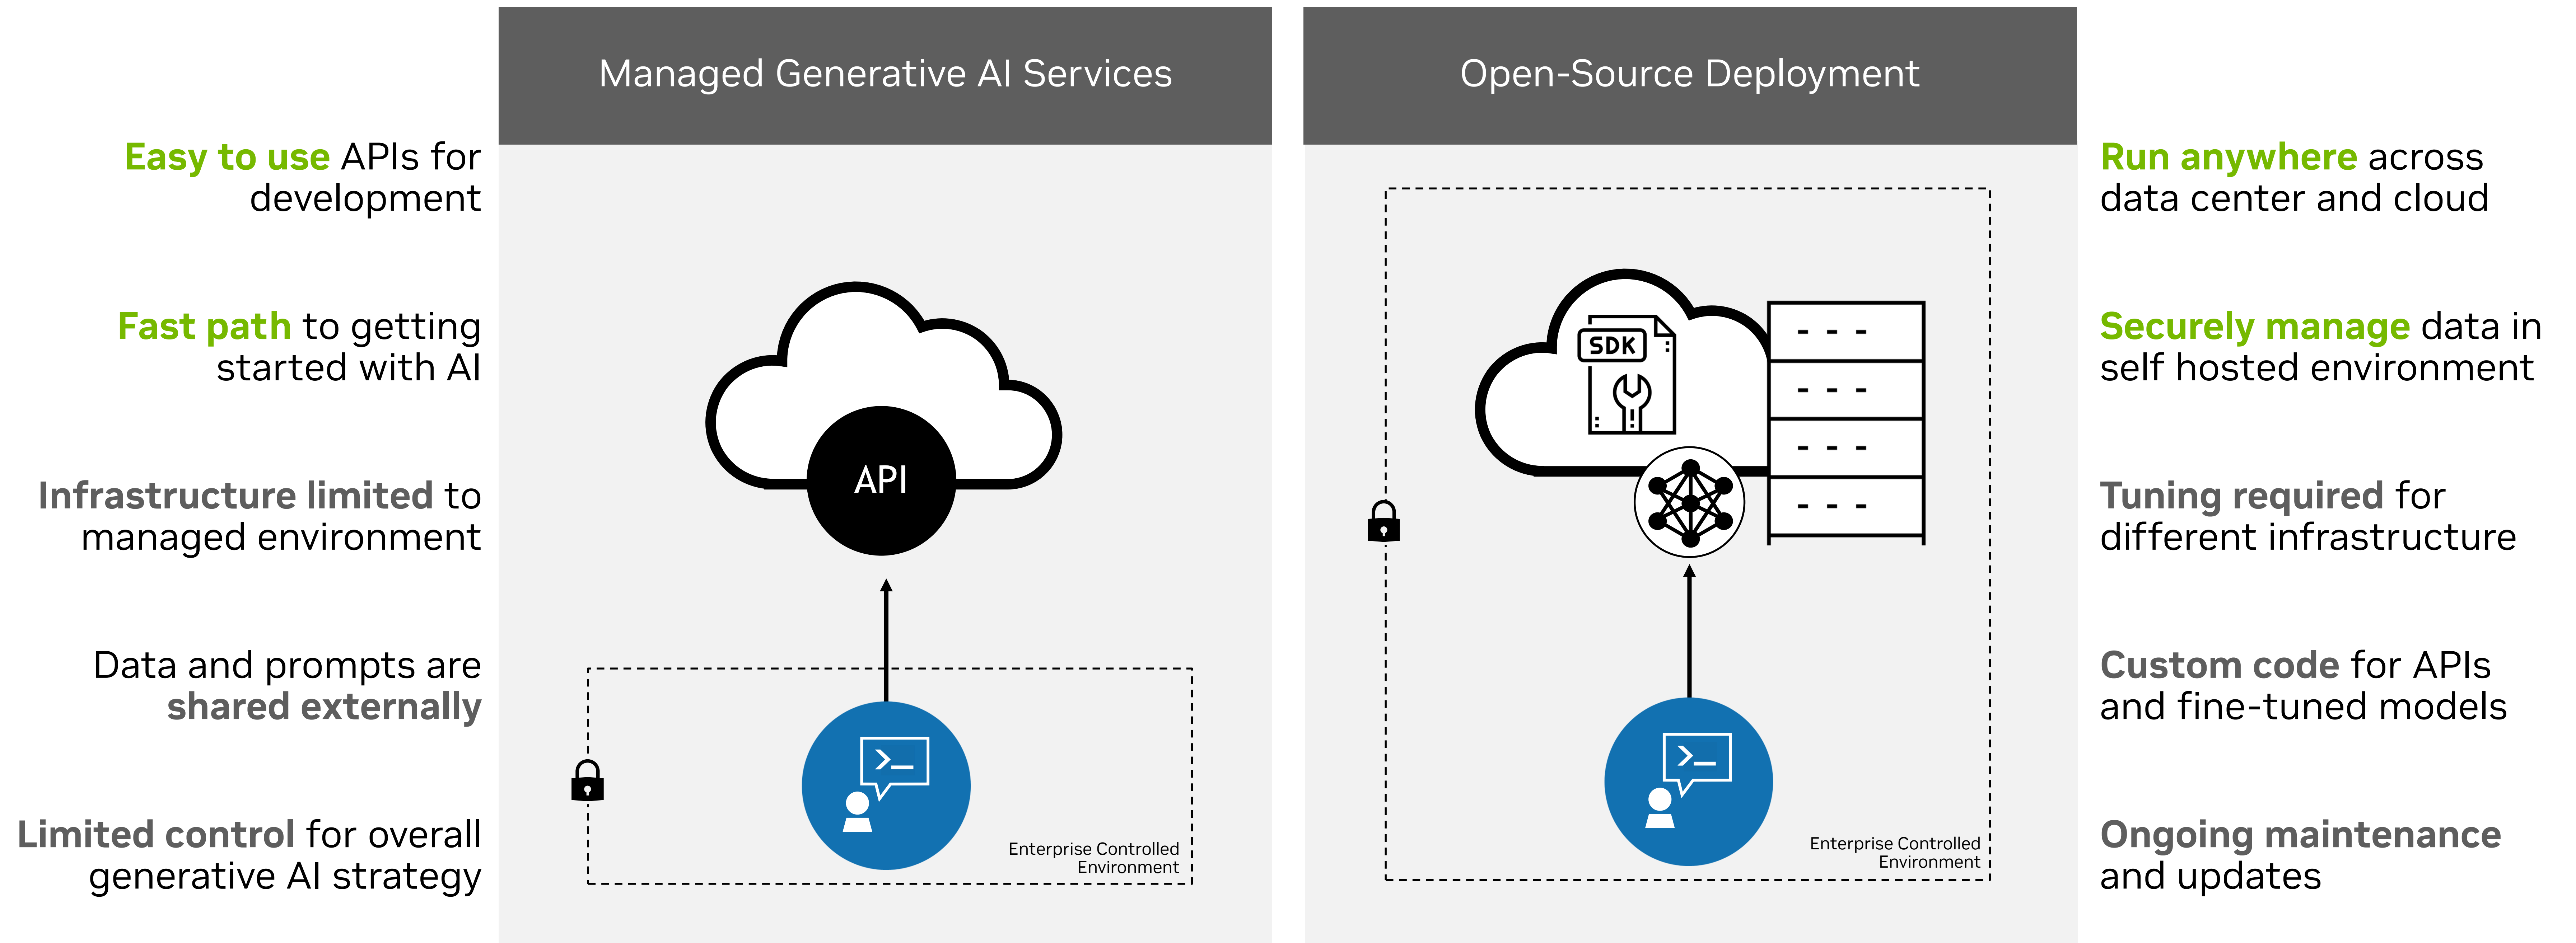 Managed Generative AI Services
Easy to use APIs for
development
Fast path to getting
started with AI
Infrastructure limited to
managed environment
Data and prompts are
shared externally
Limited control for overall
generative AI strategy
API
>_
Enterprise Controlled
Environment
Open-Source Deployment
SDK
>_
Enterprise Controlled
Environment
Run anywhere across
data center and cloud
Securely manage data in
self hosted environment
Tuning required for
different infrastructure
Custom code for APIs
and fine-tuned models
Ongoing maintenance
and updates